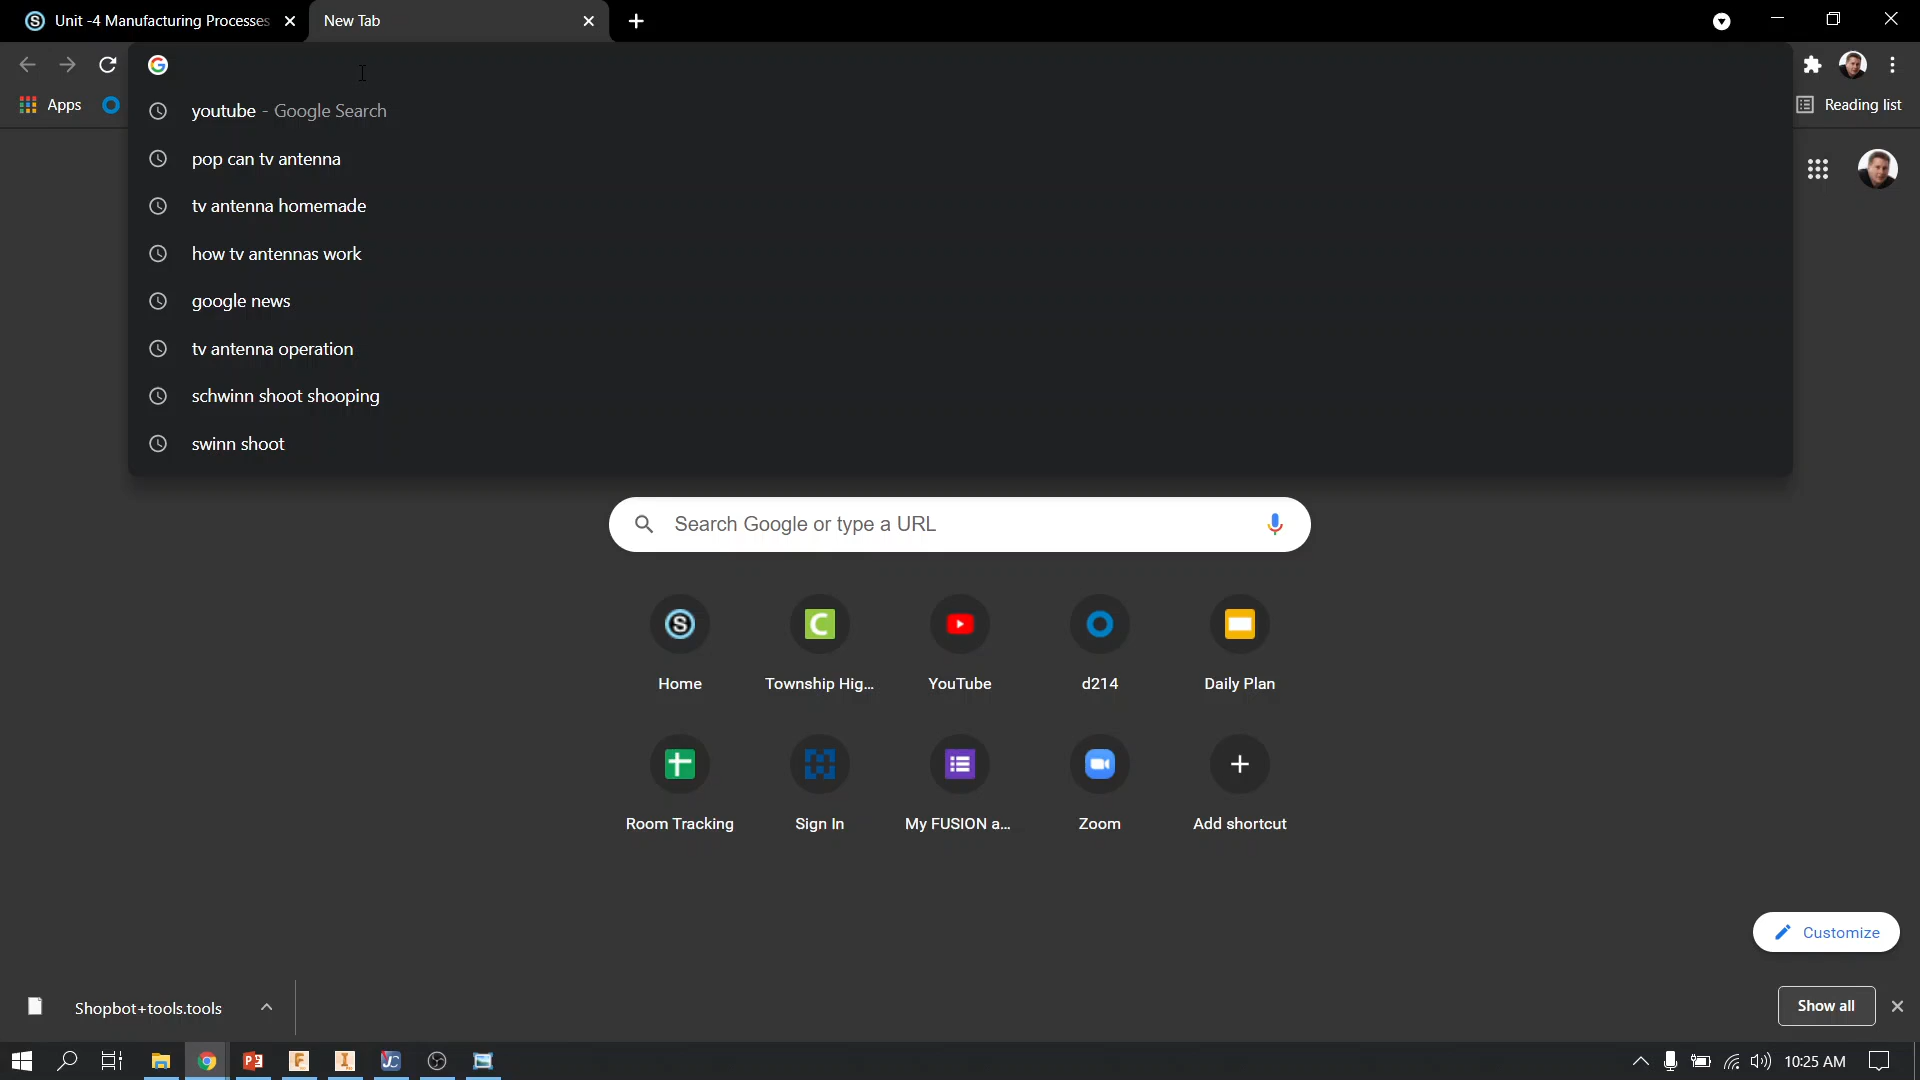 Unit -4 Manufacturing Processes
New Tab
Apps
Reading list
youtube - Google Search
pop can tv antenna
tv antenna homemade
how tv antennas work
google news
tv antenna operation
schwinn shoot shooping
swinn shoot
Search Google or type a URL
Home
Township Hig...
YouTube
d214
Daily Plan
Room Tracking
Sign In
My FUSION a...
Zoom
Add shortcut
Customize
Shopbot+tools.tools
Show all
10:25 AM